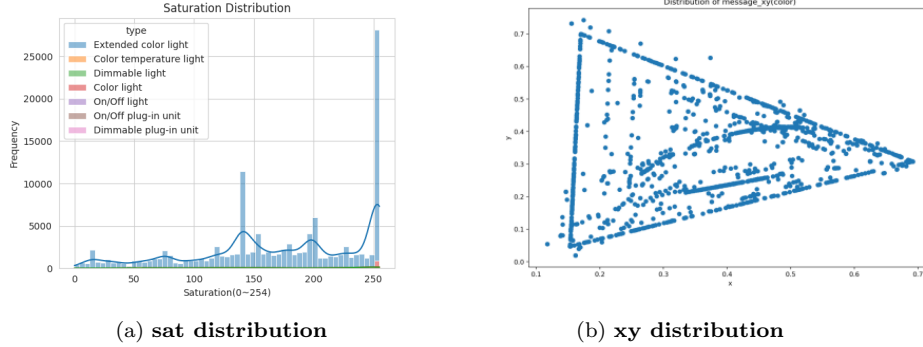 Saturation Distribution
type
Extended color light
Color temperature light
Dimmable light
Color light
On/Off light
On/Off plug-in unit
Dimmable plug-in unit
Frequency
25000
20000
15000
10000
5000
0
0 50 100 150 200 250
Saturation(0~254)
(a) sat distribution
Distribution of message_xy(color)
y
0.7
0.6
0.5
0.4
0.3
0.2
0.1
0.0
0.1 0.2 0.3 0.4 0.5 0.6 0.7
x
(b) xy distribution